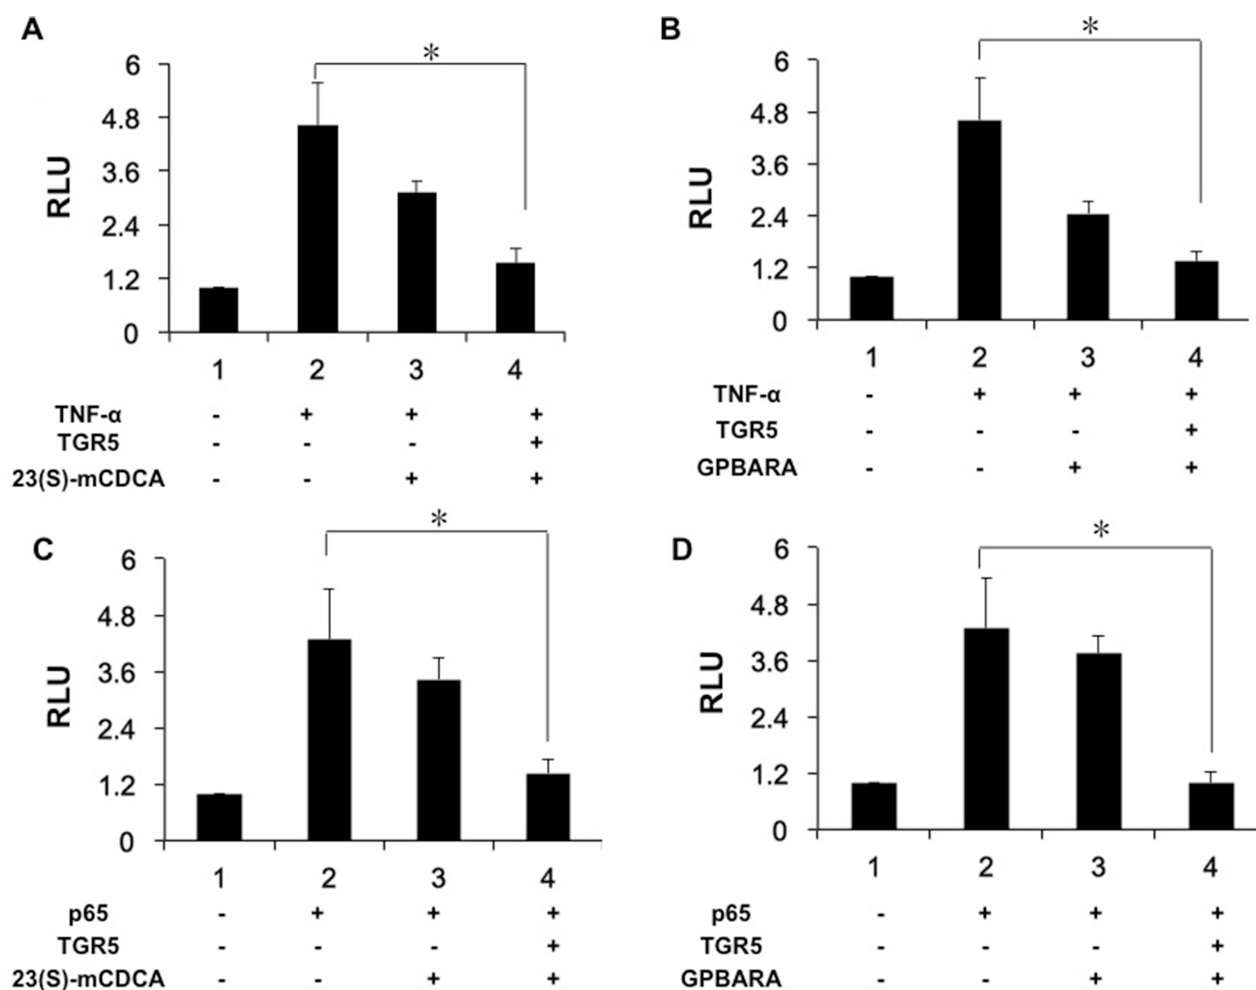 A
*
RLU
6
4.8
3.6
2.4
1.2
0
1 2 3 4
TNF-α - + + +
TGR5 - - - +
23(S)-mCDCA - - + +
B
*
RLU
6
4.8
3.6
2.4
1.2
0
1 2 3 4
TNF-α - + + +
TGR5 - - - +
GPBARA - - + +
C
*
RLU
6
4.8
3.6
2.4
1.2
0
1 2 3 4
p65 - + + +
TGR5 - - - +
23(S)-mCDCA - - + +
D
*
RLU
6
4.8
3.6
2.4
1.2
0
1 2 3 4
p65 - + + +
TGR5 - - - +
GPBARA - - + +